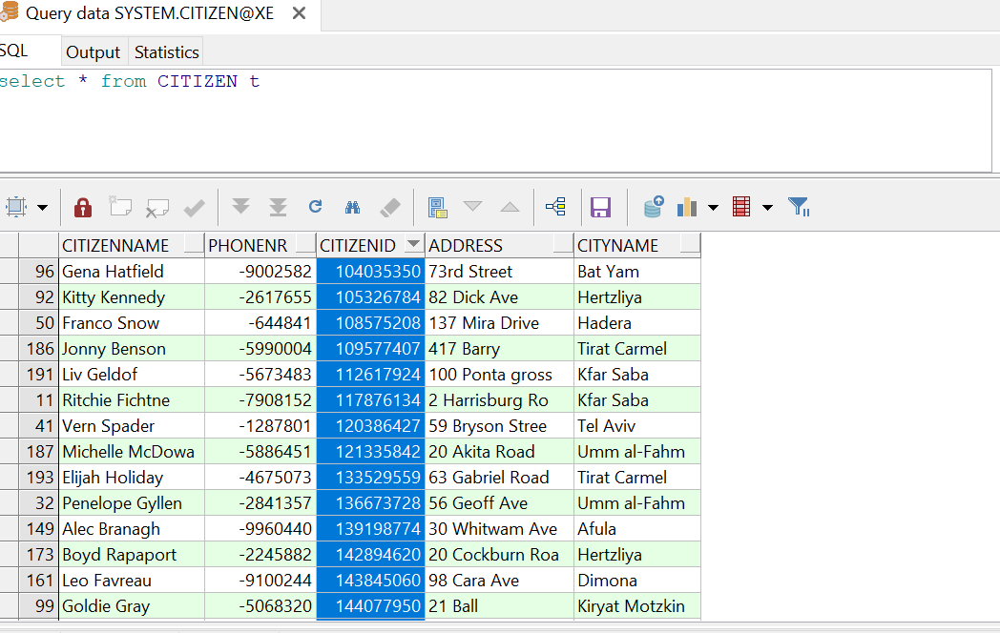 Query data SYSTEM.CITIZEN@XE
SQL Output Statistics
select * from CITIZEN t
CITIZENNAME PHONENR CITIZENID ADDRESS CITYNAME
96 Gena Hatfield -9002582 104035350 73rd Street Bat Yam
92 Kitty Kennedy -2617655 105326784 82 Dick Ave Hertzliya
50 Franco Snow -644841 108575208 137 Mira Drive Hadera
186 Jonny Benson -5990004 109577407 417 Barry Tirat Carmel
191 Liv Geldof -5673483 112617924 100 Ponta gross Kfar Saba
11 Ritchie Fichtne -7908152 117876134 2 Harrisburg Ro Kfar Saba
41 Vern Spader -1287801 120386427 59 Bryson Stree Tel Aviv
187 Michelle McDowa -5886451 121335842 20 Akita Road Umm al-Fahm
193 Elijah Holiday -4675073 133529559 63 Gabriel Road Tirat Carmel
32 Penelope Gyllen -2841357 136673728 56 Geoff Ave Umm al-Fahm
149 Alec Branagh -9960440 139198774 30 Whitwam Ave Afula
173 Boyd Rapaport -2245882 142894620 20 Cockburn Roa Hertzliya
161 Leo Favreau -9100244 143845060 98 Cara Ave Dimona
99 Goldie Gray -5068320 144077950 21 Ball Kiryat Motzkin